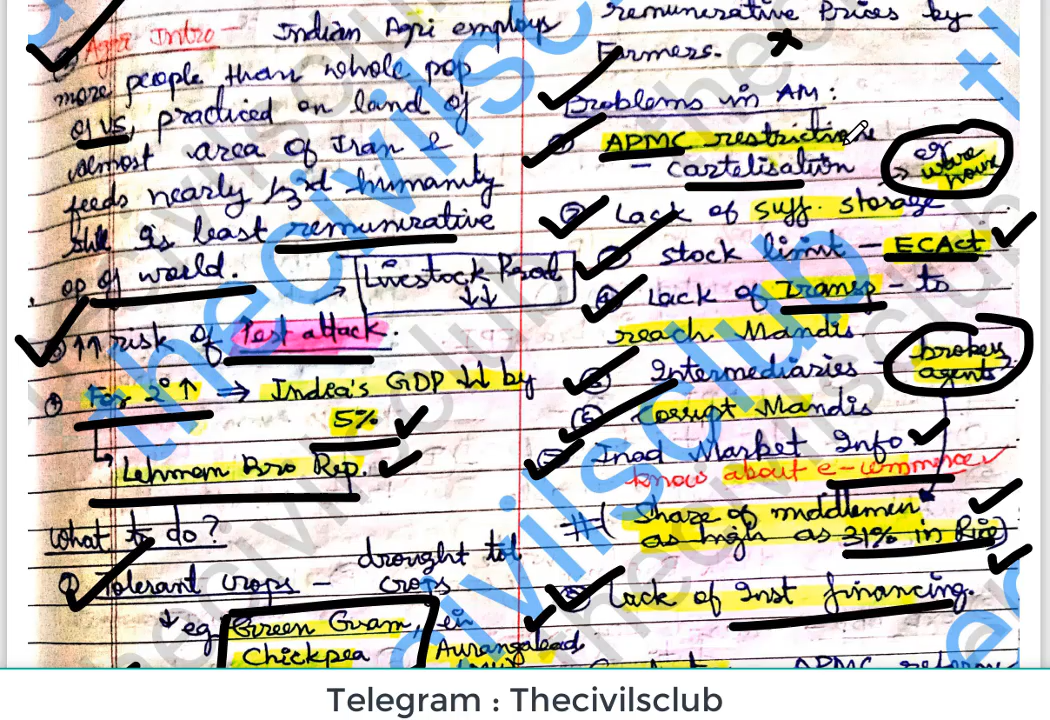 Agri Intro - Indian Agri employs
more people than whole pop
of US, practiced on land of
almost area of Iran &
feeds nearly 1/3rd humanity
still is least remunerative
op of world.
→ Livestock Prod ↓↓
↑↑ risk of Pest attack.
For 2° ↑ ⇒ India's GDP ↓↓ by
5%
Lehman Bro Rep.
What to do?
① Tolerant crops - drought tol
crops
↓ eg Green Gram, in
Chickpea Aurangabad
remunerative Prices by
Farmers.
Problems in AM:
① APMC restrictive
- cartelisation
→ of ware house
② Lack of suff. storage
stock limit - ECAct
④ Lack of Transp - to
reach Mandis
Intermediaries - brokers agents
⑥ Corrupt Mandis
⑦ Inad Market Info
know about e-commerce
# (Share of middlemen
as high as 31% in Rice)
⑧ Lack of Inst financing.
APMC reform
thecivilsclub
Telegram : Thecivilsclub